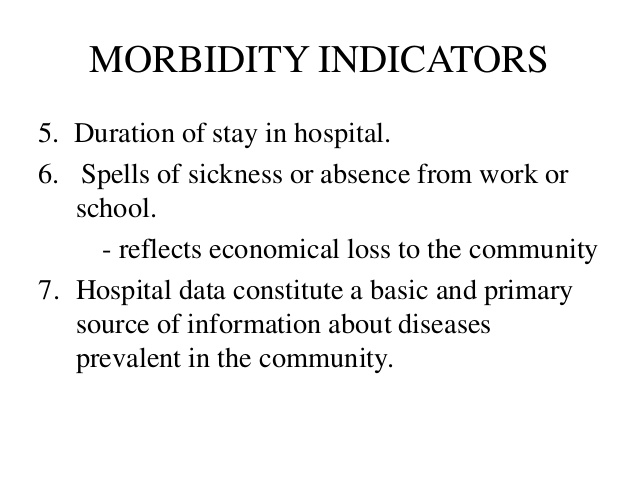 MORBIDITY INDICATORS
5. Duration of stay in hospital.
6. Spells of sickness or absence from work or
school.
- reflects economical loss to the community
7. Hospital data constitute a basic and primary
source of information about diseases
prevalent in the community.